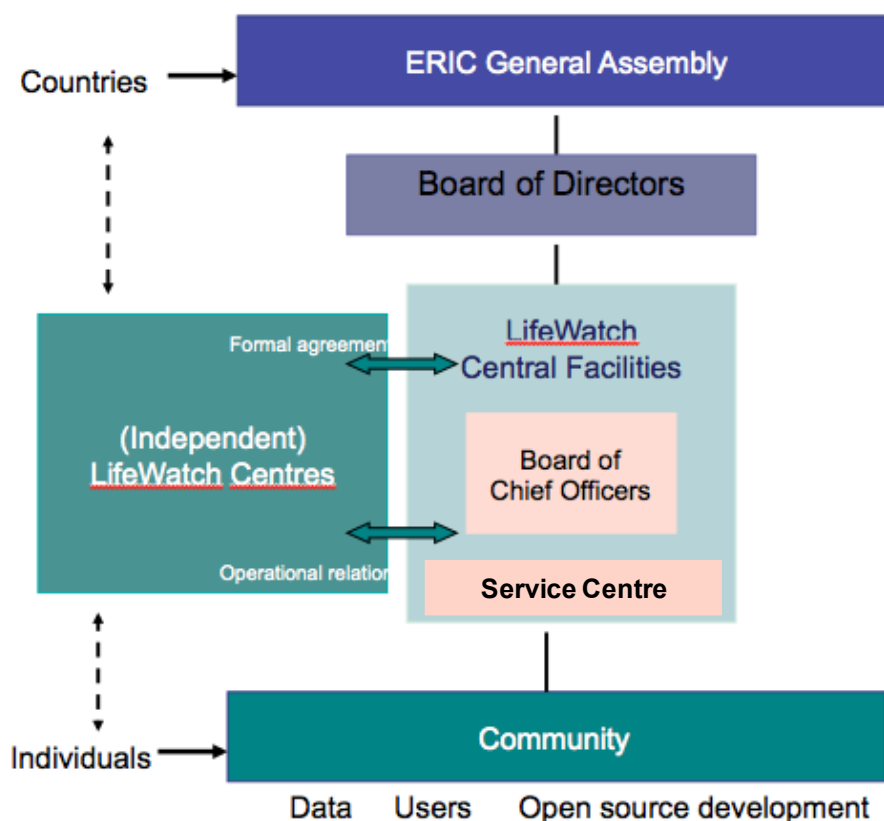 ERIC General Assembly
Countries
Board of Directors
LifeWatch
Central Facilities
Formal agreement
(Independent)
LifeWatch Centres
Board of
Chief Officers
Operational relation
Service Centre
Community
Individuals
Data Users Open source development